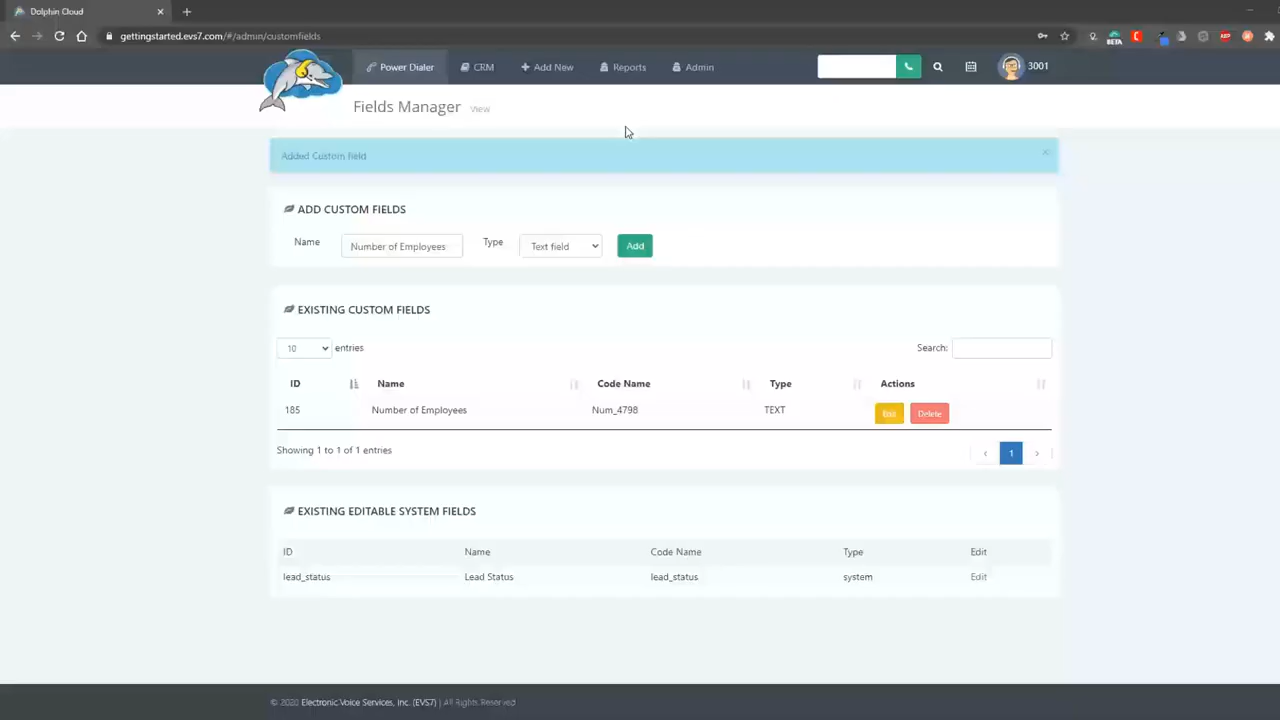 Dolphin Cloud
gettingstarted.evs7.com/#/admin/customfields
BETA
ABP
Power Dialer
CRM
Add New
Reports
Admin
3001
Fields Manager View
Added Custom field
ADD CUSTOM FIELDS
Name Number of Employees Type Text field Add
EXISTING CUSTOM FIELDS
10 entries Search:
ID Name Code Name Type Actions
185 Number of Employees Num_4798 TEXT Edit Delete
Showing 1 to 1 of 1 entries ‹ 1 ›
EXISTING EDITABLE SYSTEM FIELDS
ID Name Code Name Type Edit
lead_status Lead Status lead_status system Edit
© 2020 Electronic Voice Services, Inc. (EVS7) | All Rights Reserved